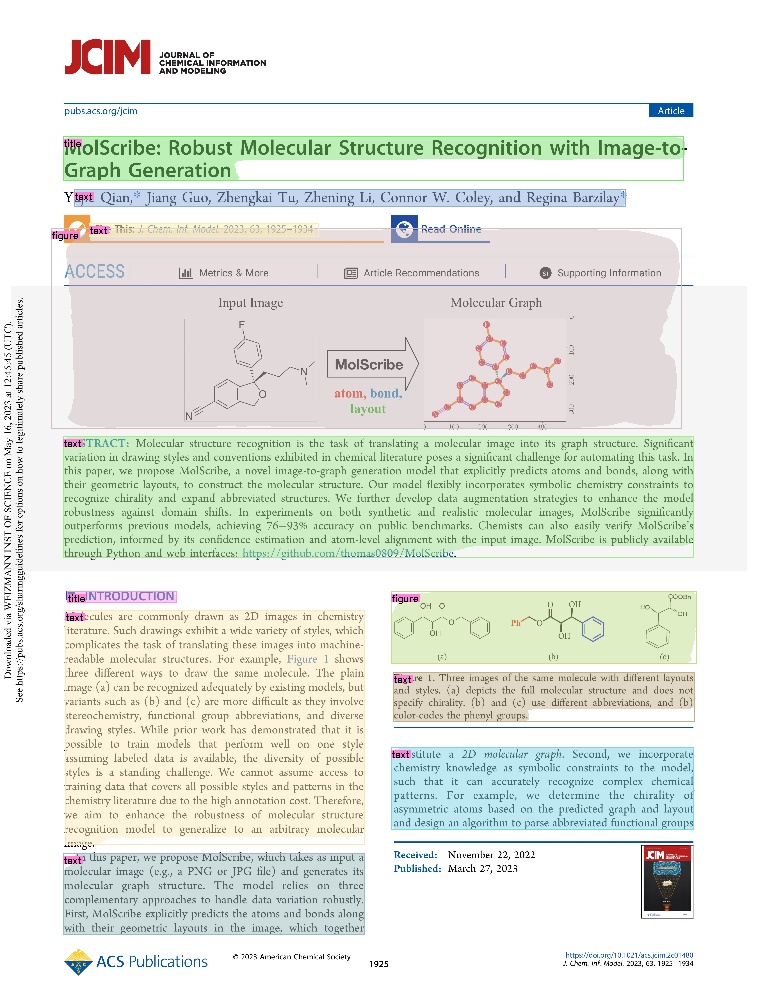 JCIM
JOURNAL OF
CHEMICAL INFORMATION
AND MODELING
pubs.acs.org/jcim
Article
title
MolScribe: Robust Molecular Structure Recognition with Image-to-
Graph Generation
text
Qian,* Jiang Guo, Zhengkai Tu, Zhening Li, Connor W. Coley, and Regina Barzilay*
text
This: J. Chem. Inf. Model. 2023, 63, 1925−1934
Read Online
figure
ACCESS
Metrics & More
Article Recommendations
Supporting Information
Input Image
Molecular Graph
F
N
O
N
MolScribe
atom, bond,
layout
text
STRACT: Molecular structure recognition is the task of translating a molecular image into its graph structure. Significant
variation in drawing styles and conventions exhibited in chemical literature poses a significant challenge for automating this task. In
this paper, we propose MolScribe, a novel image-to-graph generation model that explicitly predicts atoms and bonds, along with
their geometric layouts, to construct the molecular structure. Our model flexibly incorporates symbolic chemistry constraints to
recognize chirality and expand abbreviated structures. We further develop data augmentation strategies to enhance the model
robustness against domain shifts. In experiments on both synthetic and realistic molecular images, MolScribe significantly
outperforms previous models, achieving 76−93% accuracy on public benchmarks. Chemists can also easily verify MolScribe's
prediction, informed by its confidence estimation and atom-level alignment with the input image. MolScribe is publicly available
through Python and web interfaces: https://github.com/thomas0809/MolScribe.
title
INTRODUCTION
text
ecules are commonly drawn as 2D images in chemistry
literature. Such drawings exhibit a wide variety of styles, which
complicates the task of translating these images into machine-
readable molecular structures. For example, Figure 1 shows
three different ways to draw the same molecule. The plain
image (a) can be recognized adequately by existing models, but
variants such as (b) and (c) are more difficult as they involve
stereochemistry, functional group abbreviations, and diverse
drawing styles. While prior work has demonstrated that it is
possible to train models that perform well on one style
assuming labeled data is available, the diversity of possible
styles is a standing challenge. We cannot assume access to
training data that covers all possible styles and patterns in the
chemistry literature due to the high annotation cost. Therefore,
we aim to enhance the robustness of molecular structure
recognition model to generalize to an arbitrary molecular
image.
text
this paper, we propose MolScribe, which takes as input a
molecular image (e.g., a PNG or JPG file) and generates its
molecular graph structure. The model relies on three
complementary approaches to handle data variation robustly.
First, MolScribe explicitly predicts the atoms and bonds along
with their geometric layouts in the image, which together
figure
OH O
O
OH
(a)
Ph
O
O
OH
OH
(b)
COOBn
HO
OH
(c)
text
re 1. Three images of the same molecule with different layouts
and styles. (a) depicts the full molecular structure and does not
specify chirality. (b) and (c) use different abbreviations, and (b)
color-codes the phenyl groups.
text
stitute a 2D molecular graph. Second, we incorporate
chemistry knowledge as symbolic constraints to the model,
such that it can accurately recognize complex chemical
patterns. For example, we determine the chirality of
asymmetric atoms based on the predicted graph and layout
and design an algorithm to parse abbreviated functional groups
Received: November 22, 2022
Published: March 27, 2023
JCIM
ACS Publications
© 2023 American Chemical Society
1925
https://doi.org/10.1021/acs.jcim.2c01480
J. Chem. Inf. Model. 2023, 63, 1925−1934
Downloaded via WEIZMANN INST OF SCIENCE on May 16, 2023 at 12:45:45 (UTC).
See https://pubs.acs.org/sharingguidelines for options on how to legitimately share published articles.